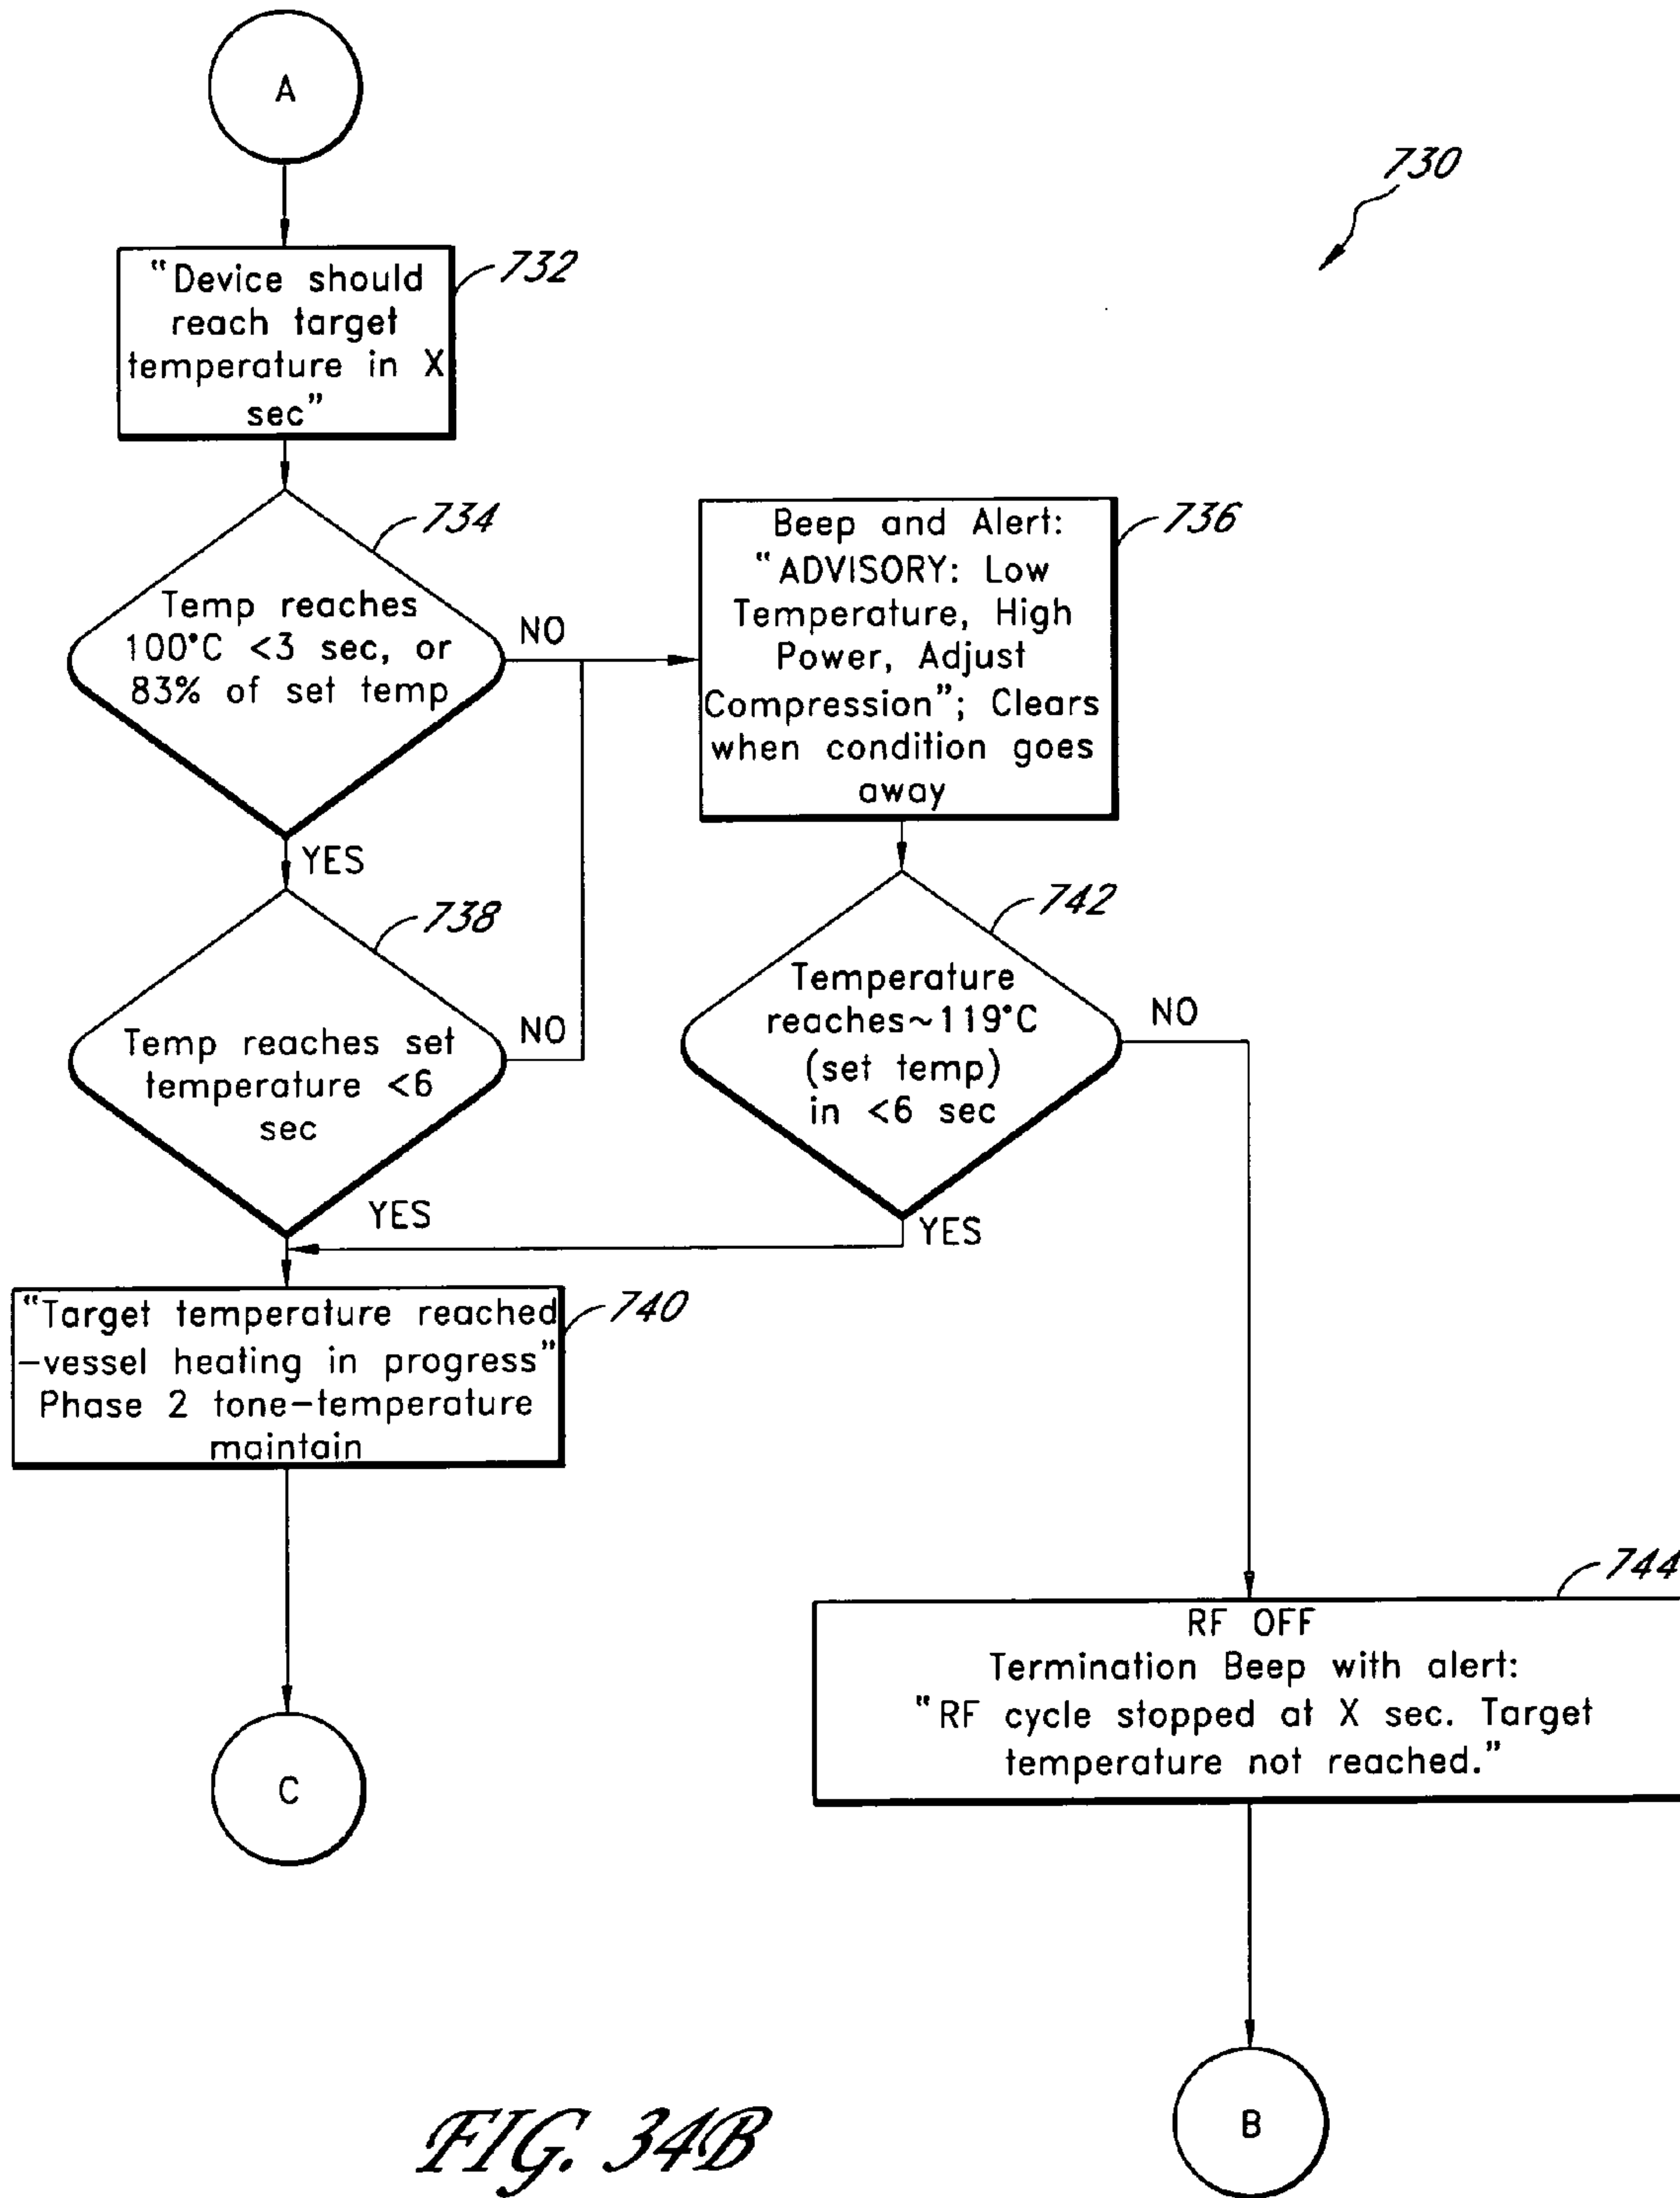 A
730
"Device should
reach target
temperature in X
sec"
732
734
Temp reaches
100°C <3 sec, or
83% of set temp
NO
YES
Beep and Alert:
"ADVISORY: Low
Temperature, High
Power, Adjust
Compression"; Clears
when condition goes
away
736
738
Temp reaches set
temperature <6
sec
NO
YES
742
Temperature
reaches~119°C
(set temp)
in <6 sec
NO
YES
"Target temperature reached
-vessel heating in progress"
Phase 2 tone-temperature
maintain
740
744
RF OFF
Termination Beep with alert:
"RF cycle stopped at X sec. Target
temperature not reached."
C
B
FIG. 34B